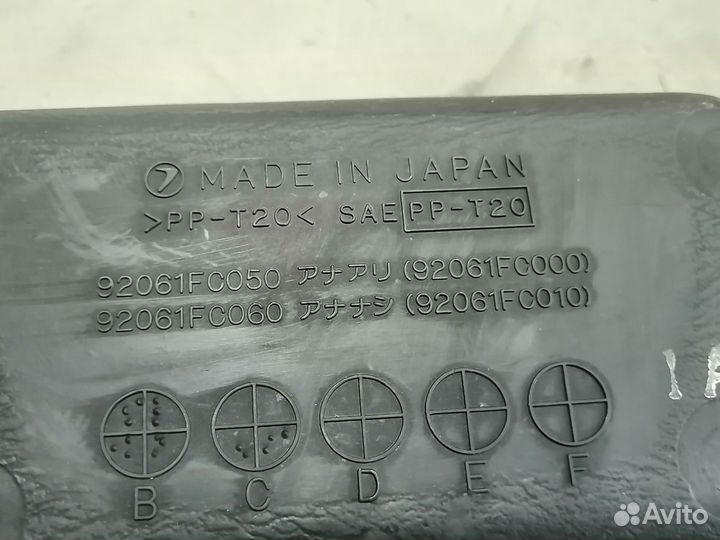 MADE IN JAPAN
>PP-T20< SAE PP-T20
92061FC050 アナアリ (92061FC000)
92061FC060 アナナシ (92061FC010)
B C D E F
Avito